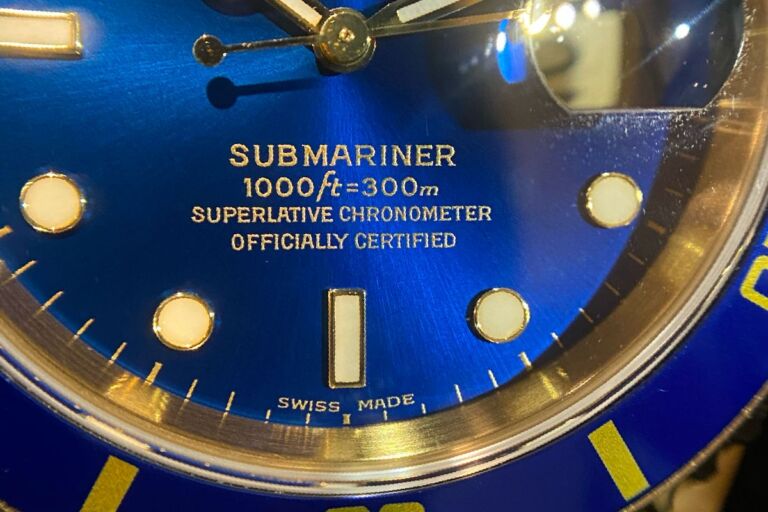 SUBMARINER
1000ft=300m
SUPERLATIVE CHRONOMETER
OFFICIALLY CERTIFIED
SWISS MADE